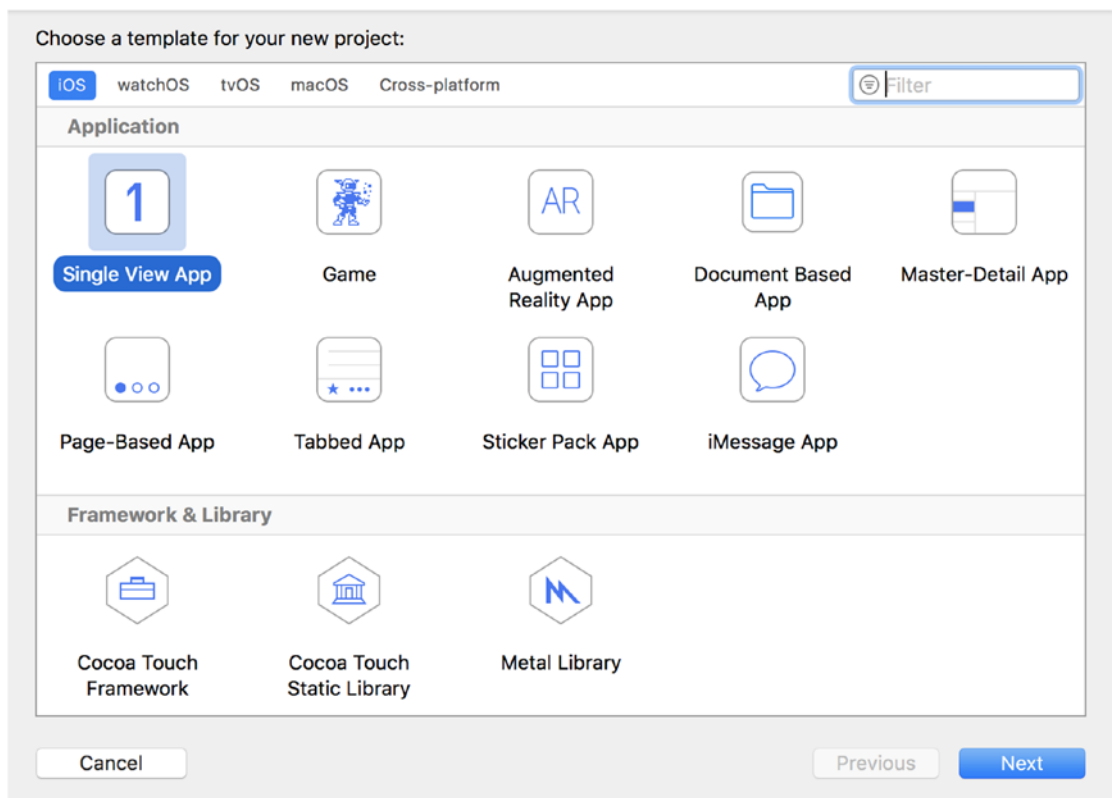 Choose a template for your new project:
iOS watchOS tvOS macOS Cross-platform Filter
Application
1
AR
Single View App
Game
Augmented
Reality App
Document Based
App
Master-Detail App
Page-Based App
Tabbed App
Sticker Pack App
iMessage App
Framework & Library
Cocoa Touch
Framework
Cocoa Touch
Static Library
Metal Library
Cancel
Previous
Next